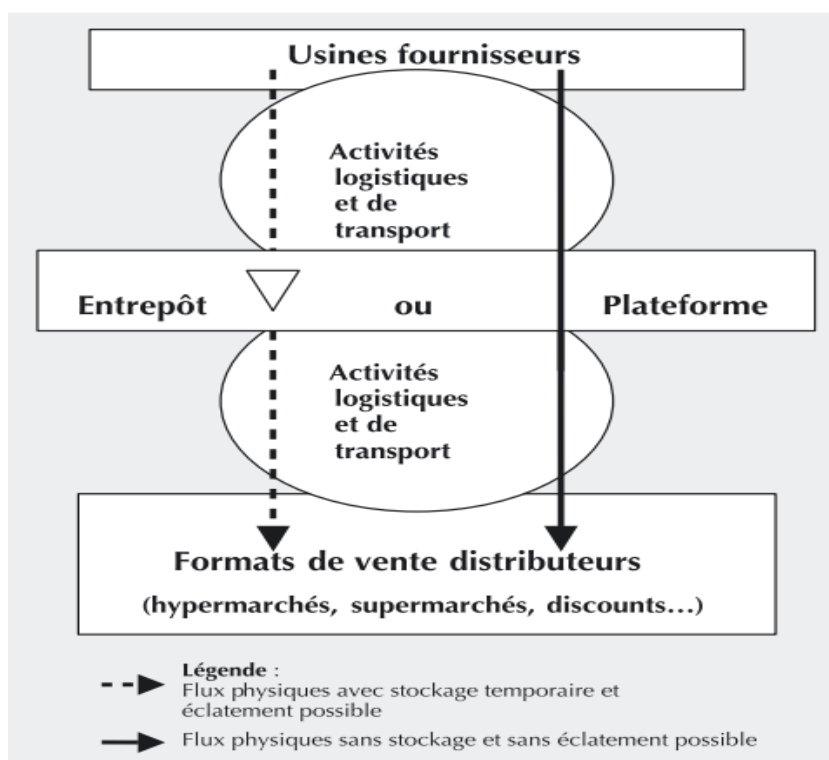 Usines fournisseurs
Activités
logistiques
et de
transport
Entrepôt ou Plateforme
Activités
logistiques
et de
transport
Formats de vente distributeurs
(hypermarchés, supermarchés, discounts…)
Légende :
Flux physiques avec stockage temporaire et
éclatement possible
Flux physiques sans stockage et sans éclatement possible